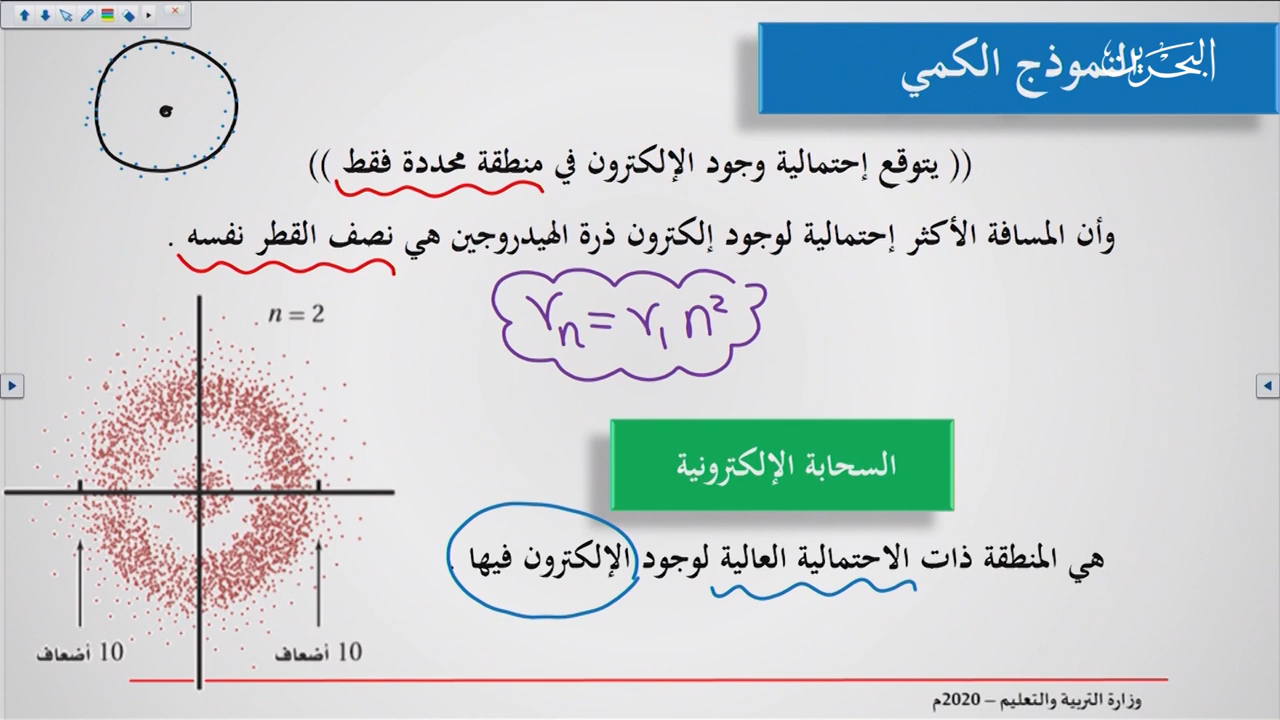 النموذج الكمي
البحرين
(( يتوقع إحتمالية وجود الإلكترون في منطقة محددة فقط ))
وأن المسافة الأكثر إحتمالية لوجود إلكترون ذرة الهيدروجين هي نصف القطر نفسه .
n = 2
rₙ = r₁ n²
السحابة الإلكترونية
هي المنطقة ذات الاحتمالية العالية لوجود الإلكترون فيها .
10 أضعاف
10 أضعاف
وزارة التربية والتعليم – 2020م